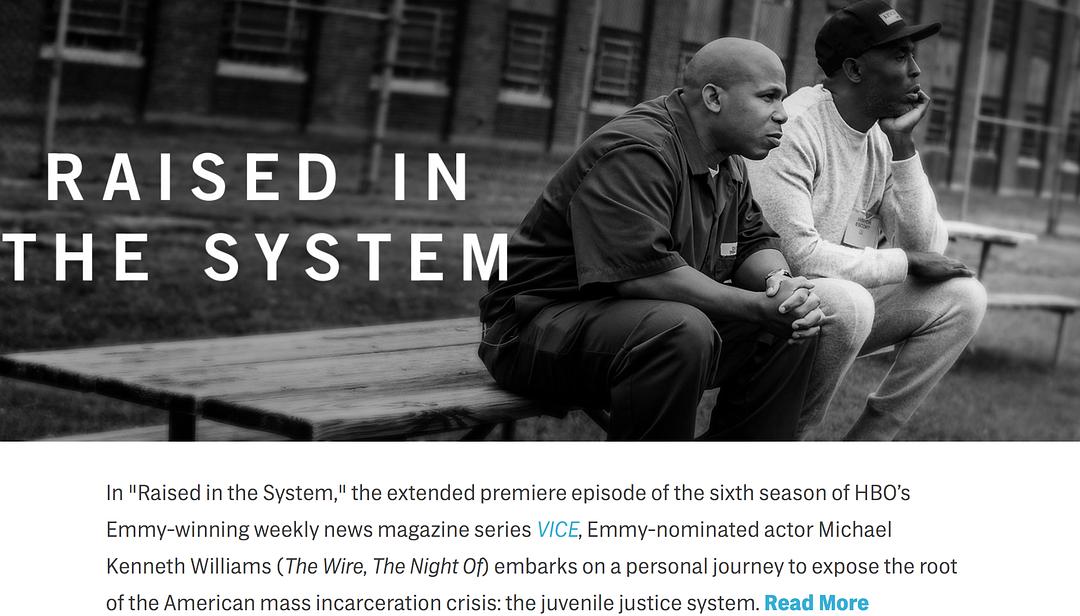 RAISED IN
THE SYSTEM
In "Raised in the System," the extended premiere episode of the sixth season of HBO’s
Emmy-winning weekly news magazine series VICE, Emmy-nominated actor Michael
Kenneth Williams (The Wire, The Night Of) embarks on a personal journey to expose the root
of the American mass incarceration crisis: the juvenile justice system. Read More